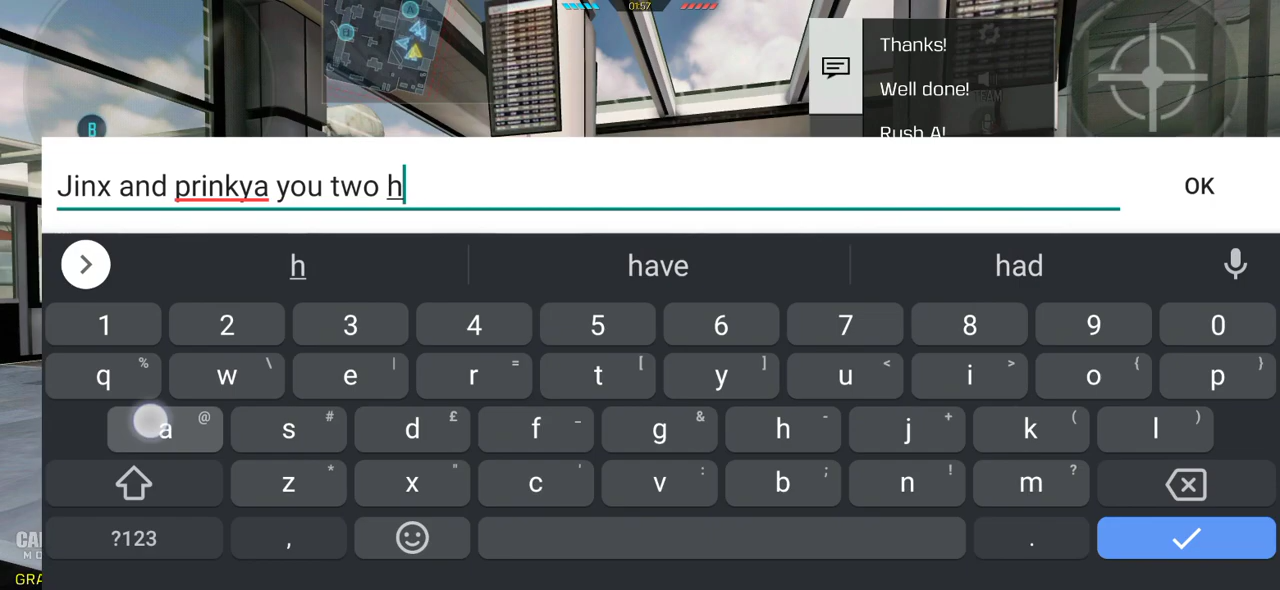 01:57
Thanks!
Well done!
Rush A!
B
Jinx and prinkya you two h
OK
h have had
1 2 3 4 5 6 7 8 9 0
% \ | = [ ] < > { }
q w e r t y u i o p
@ # £ _ & - + ( )
a s d f g h j k l
* " ' : ; ! ?
z x c v b n m
?123 , .
GRA